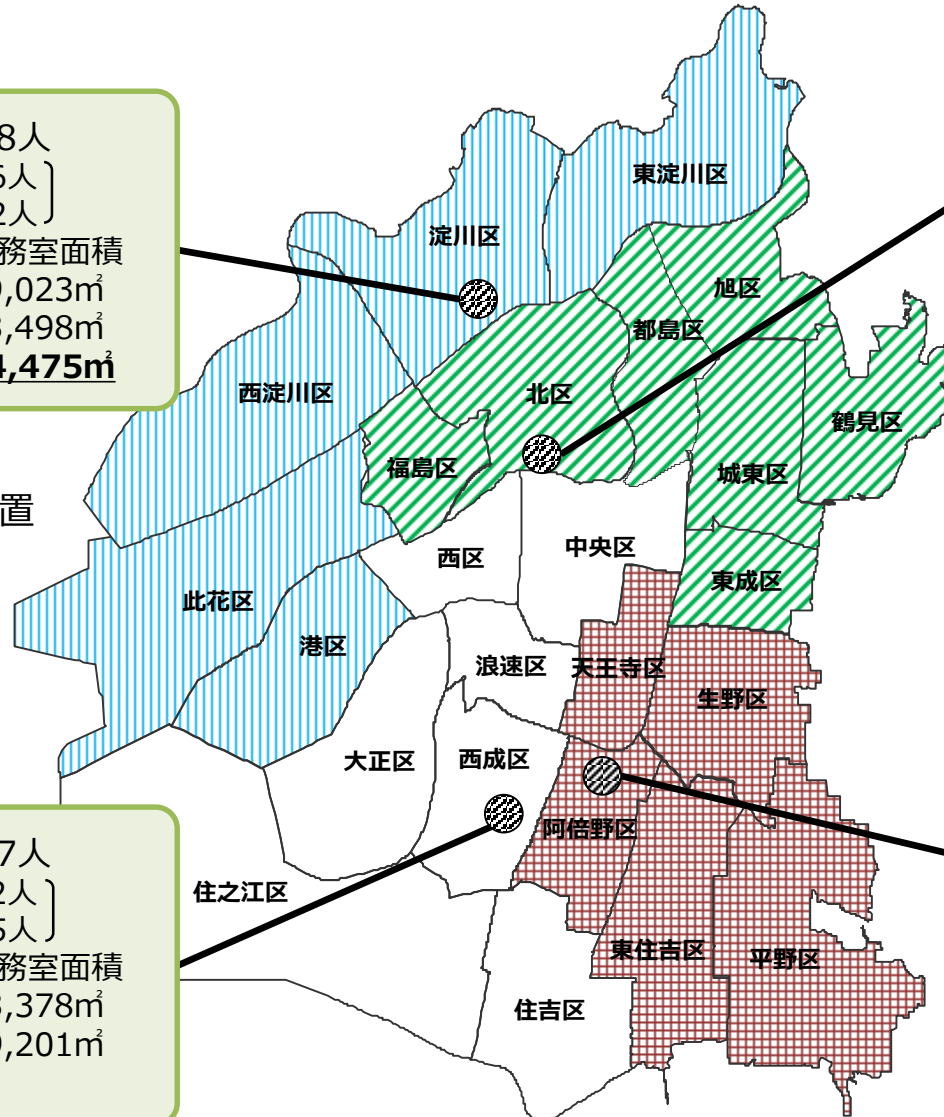 8人
6人
2人
務室面積
9,023㎡
3,498㎡
4,475㎡
置
東淀川区
淀川区
旭区
都島区
西淀川区
北区
鶴見区
福島区
城東区
西区
中央区
東成区
此花区
港区
浪速区
天王寺区
生野区
大正区
西成区
阿倍野区
住之江区
東住吉区
平野区
住吉区
7人
2人
5人
務室面積
3,378㎡
9,201㎡